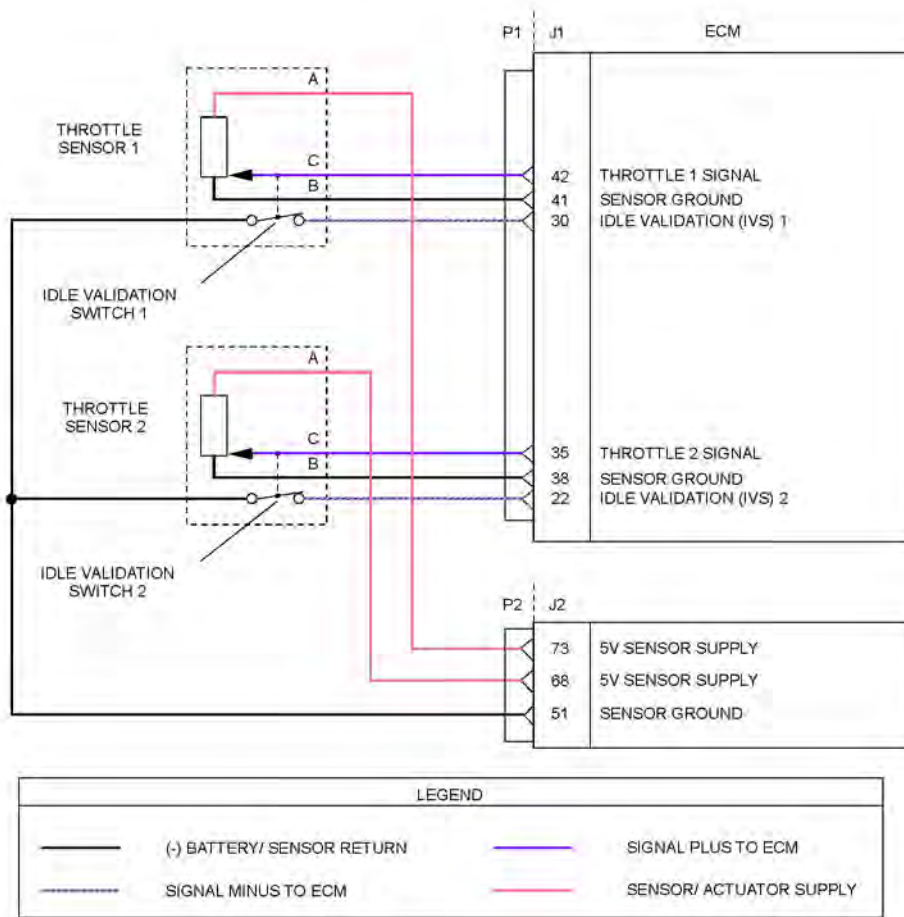 P1 J1 ECM
A
THROTTLE
SENSOR 1
C
B
42 THROTTLE 1 SIGNAL
41 SENSOR GROUND
30 IDLE VALIDATION (IVS) 1
IDLE VALIDATION
SWITCH 1
A
THROTTLE
SENSOR 2
C
B
35 THROTTLE 2 SIGNAL
38 SENSOR GROUND
22 IDLE VALIDATION (IVS) 2
IDLE VALIDATION
SWITCH 2
P2 J2
73 5V SENSOR SUPPLY
68 5V SENSOR SUPPLY
51 SENSOR GROUND
LEGEND
(-) BATTERY/ SENSOR RETURN
SIGNAL PLUS TO ECM
SIGNAL MINUS TO ECM
SENSOR/ ACTUATOR SUPPLY